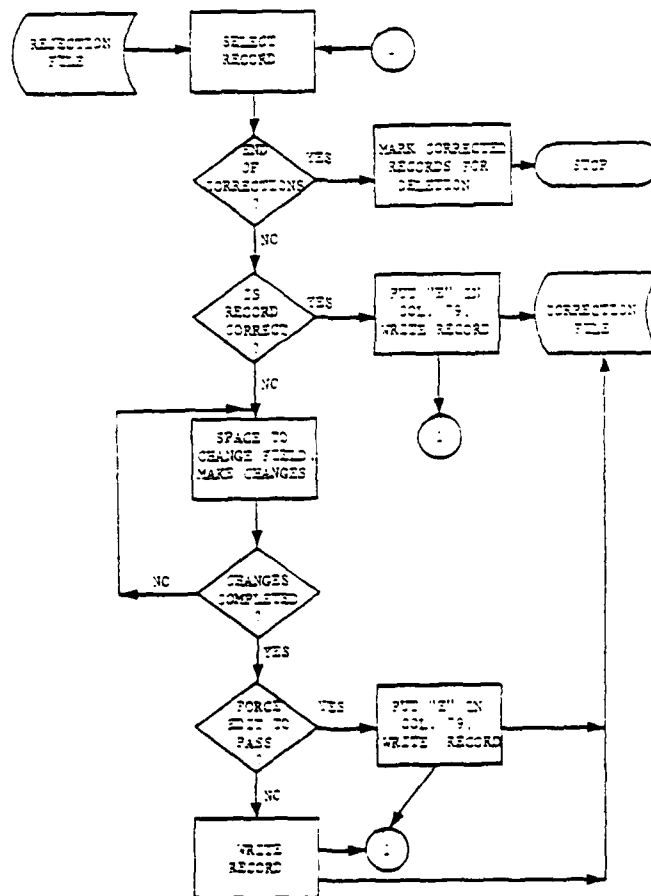 REJECTION
FILE
SELECT
RECORD
END
OF
CORRECTIONS
?
YES
MARK CORRECTED
RECORDS FOR
DELETION
STOP
NO
IS
RECORD
CORRECT
?
YES
PUT "E" IN
COL. 79,
WRITE RECORD
CORRECTION
FILE
NO
SPACE TO
CHANGE FIELD.
MAKE CHANGES
CHANGES
COMPLETED
?
NO
YES
FORCE
EDIT TO
PASS
?
YES
PUT "E" IN
COL. 79,
WRITE RECORD
NO
WRITE
RECORD